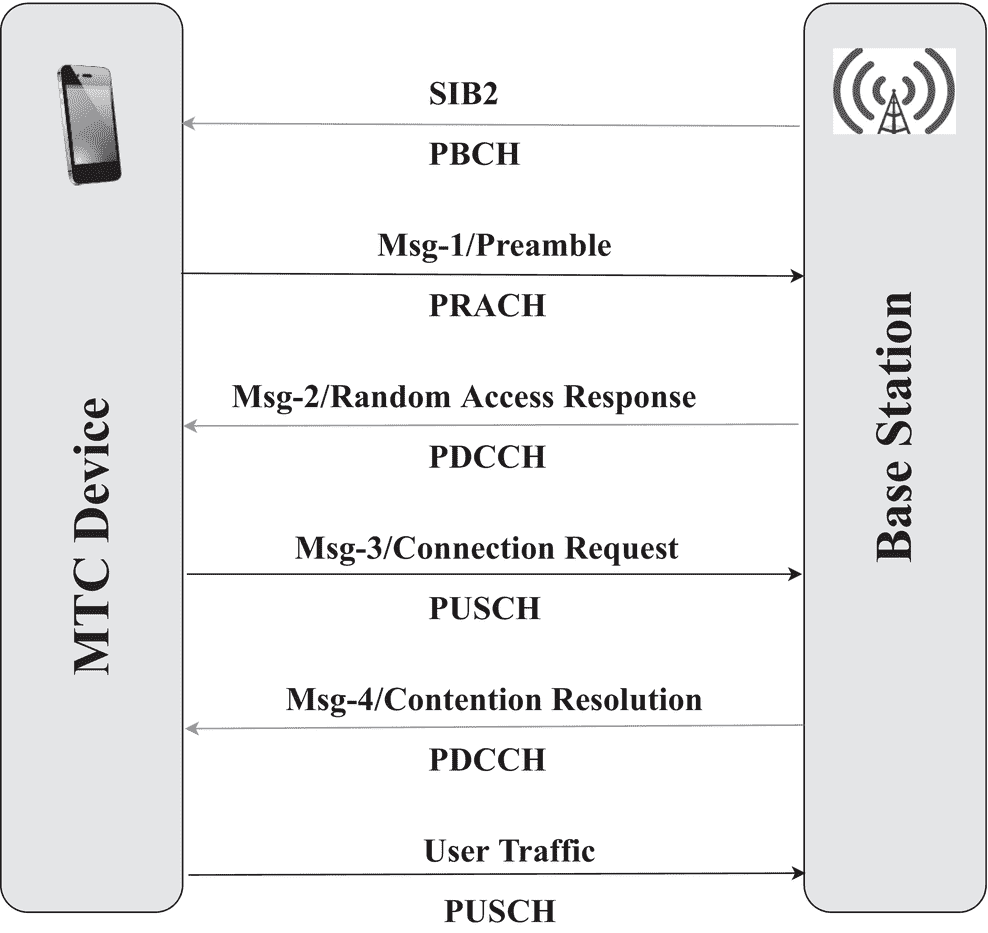 SIB2
PBCH
Msg-1/Preamble
PRACH
Msg-2/Random Access Response
PDCCH
Msg-3/Connection Request
PUSCH
Msg-4/Contention Resolution
PDCCH
User Traffic
PUSCH
MTC Device
Base Station